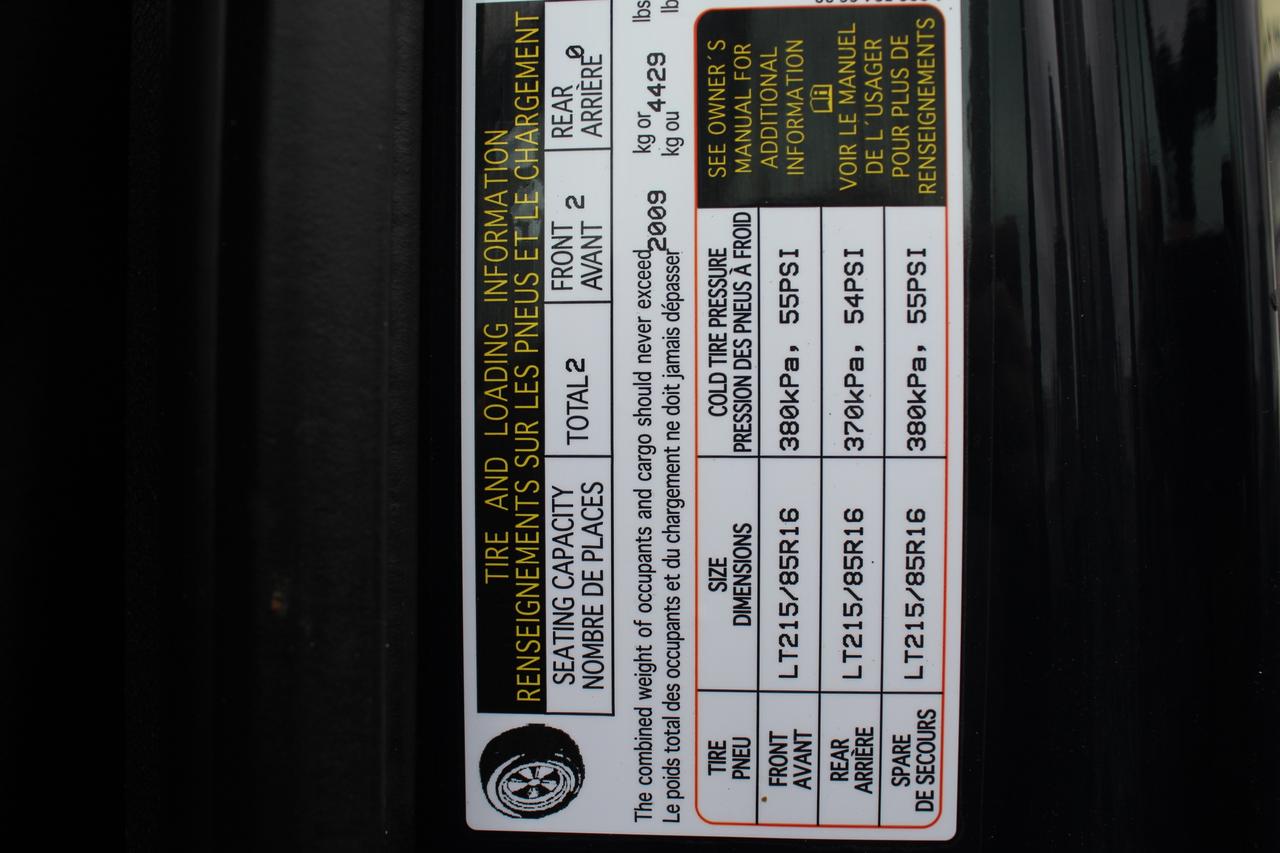 TIRE AND LOADING INFORMATION
RENSEIGNEMENTS SUR LES PNEUS ET LE CHARGEMENT
SEATING CAPACITY
NOMBRE DE PLACES
TOTAL 2
FRONT
AVANT 2
REAR
ARRIÈRE 0
The combined weight of occupants and cargo should never exceed 2009 kg or 4429 lbs
Le poids total des occupants et du chargement ne doit jamais dépasser kg ou lb
TIRE
PNEU
SIZE
DIMENSIONS
COLD TIRE PRESSURE
PRESSION DES PNEUS À FROID
FRONT
AVANT
LT215/85R16
380kPa, 55PSI
REAR
ARRIÈRE
LT215/85R16
370kPa, 54PSI
SPARE
DE SECOURS
LT215/85R16
380kPa, 55PSI
SEE OWNER'S
MANUAL FOR
ADDITIONAL
INFORMATION
VOIR LE MANUEL
DE L'USAGER
POUR PLUS DE
RENSEIGNEMENTS